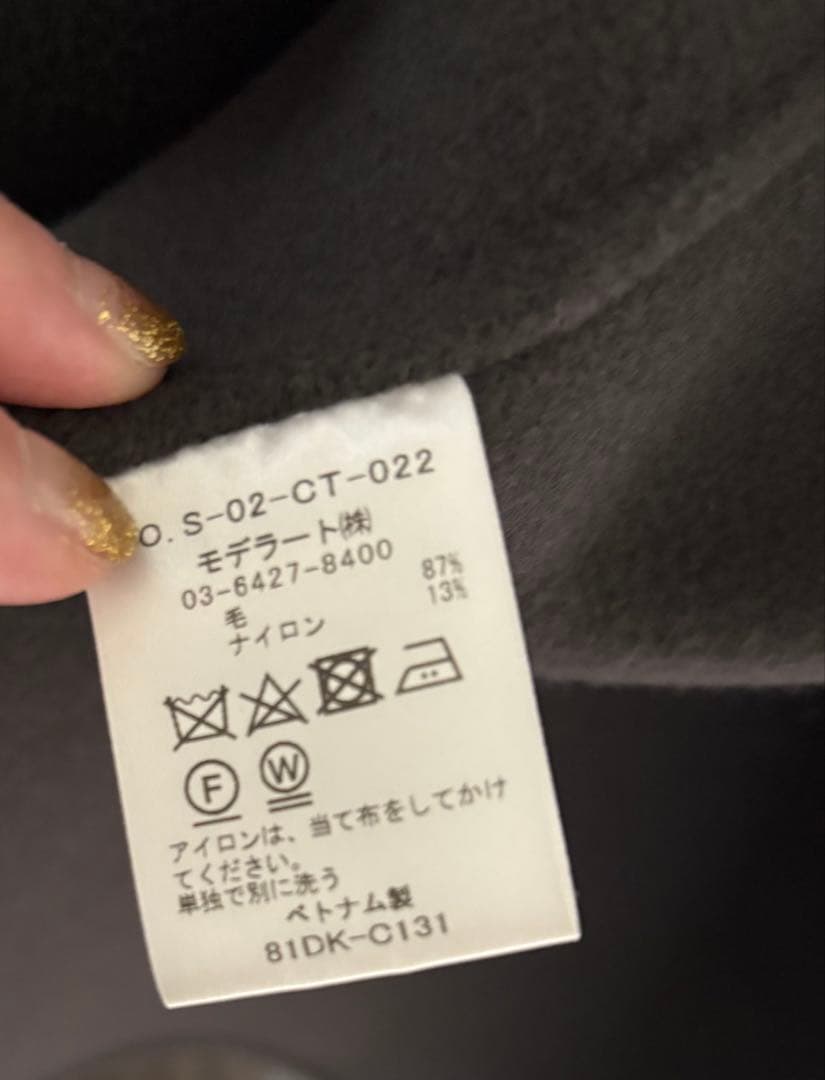 O. S-02-CT-022
モデラート㈱
03-6427-8400
毛 87%
ナイロン 13%
F W
アイロンは、当て布をしてかけ
てください。
単独で別に洗う
ベトナム製
81DK-C131